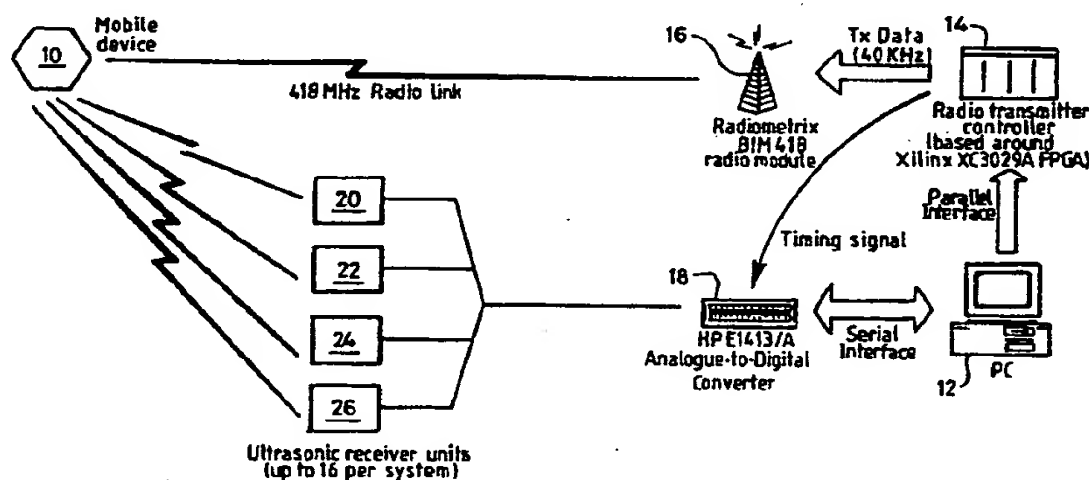 10
Mobile
device
418 MHz Radio link
16
Radiometrix
BIM 418
radio module
Tx Data
(40 KHz)
14
Radio transmitter
controller
(based around
Xilinx XC3029A FPGA)
Parallel
Interface
Timing signal
20
22
24
26
Ultrasonic receiver units
(up to 16 per system)
18
HP E1413/A
Analogue-to-Digital
Converter
Serial
Interface
12
PC